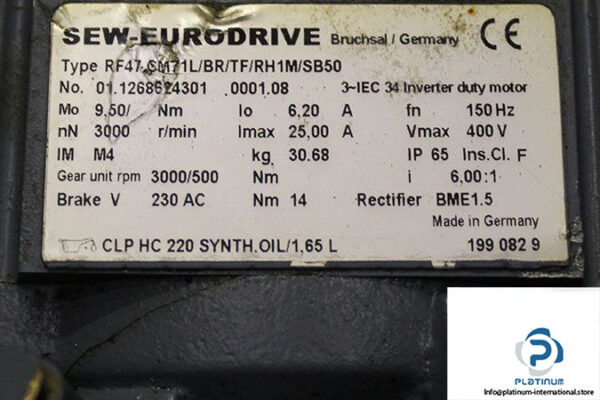 SEW-EURODRIVE Bruchsal / Germany CE
Type RF47 CM71L/BR/TF/RH1M/SB50
No. 01.1268624301 .0001.08 3~IEC 34 Inverter duty motor
Mo 9.50/ Nm Io 6.20 A fn 150 Hz
nN 3000 r/min Imax 25,00 A Vmax 400 V
IM M4 kg 30.68 IP 65 Ins.Cl. F
Gear unit rpm 3000/500 Nm i 6,00:1
Brake V 230 AC Nm 14 Rectifier BME1.5
Made in Germany
CLP HC 220 SYNTH.OIL/1,65 L 199 082 9
PLATINUM
info@platinum-international.store